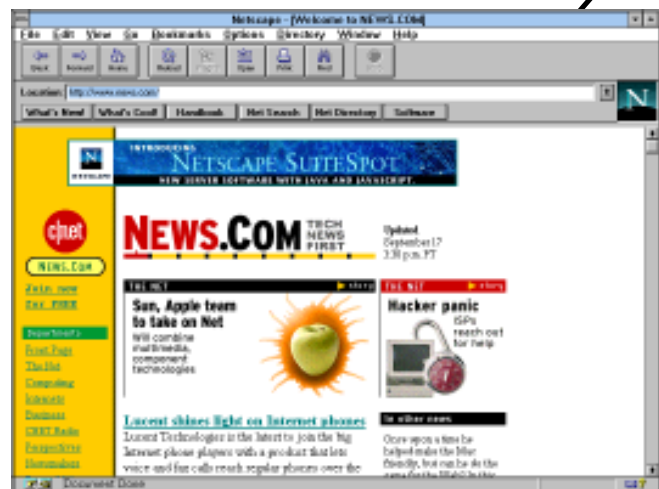 Netscape - [Welcome to NEWS.COM]
File Edit View Go Bookmarks Options Directory Window Help
Back Forward Home Reload Open Print Find
Location: http://www.news.com/
What's New! What's Cool! Handbook Net Search Net Directory Software
INTRODUCING
NETSCAPE SUITESPOT
NEW SERVER SOFTWARE WITH JAVA AND JAVASCRIPT.
N
NETSCAPE
N
c|net
NEWS.COM
Join now
for FREE
Departments
Front Page
The Net
Computing
Intranets
Business
CNET Radio
Perspectives
Newsmakers
NEWS.COM TECH NEWS FIRST
Updated
September 17
3:30 p.m. PT
THE NET story
Sun, Apple team
to take on Net
Will combine
multimedia,
component
technologies
THE NET story
Hacker panic
ISPs
reach out
for help
Lucent shines light on Internet phones
Lucent Technologies is the latest to join the big
Internet phone players with a product that lets
voice and fax calls reach regular phones over the
In other news
Once upon a time he
helped make the Mac
friendly, but can he do the
same for the Web? In this
Document Done